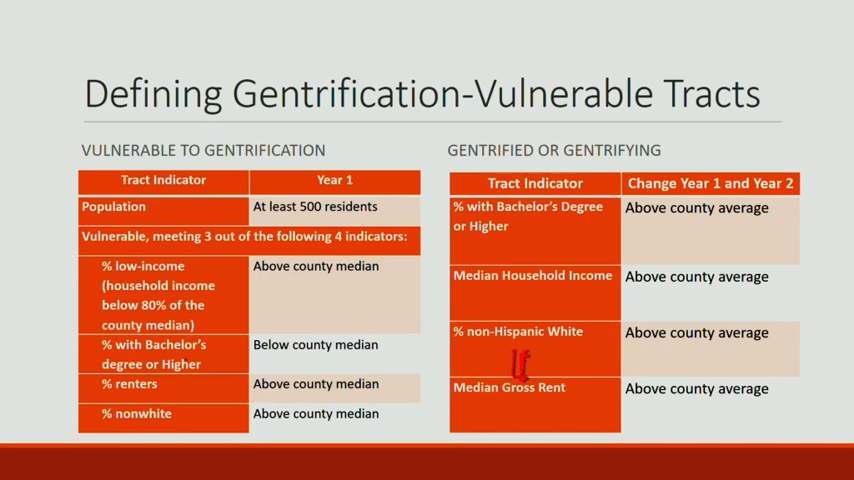 Defining Gentrification-Vulnerable Tracts
VULNERABLE TO GENTRIFICATION
Tract Indicator
Year 1
Population
At least 500 residents
Vulnerable, meeting 3 out of the following 4 indicators:
% low-income
(household income
below 80% of the
county median)
Above county median
% with Bachelor's
degree or Higher
Below county median
% renters
Above county median
% nonwhite
Above county median
GENTRIFIED OR GENTRIFYING
Tract Indicator
Change Year 1 and Year 2
% with Bachelor's Degree
or Higher
Above county average
Median Household Income
Above county average
% non-Hispanic White
Above county average
Median Gross Rent
Above county average